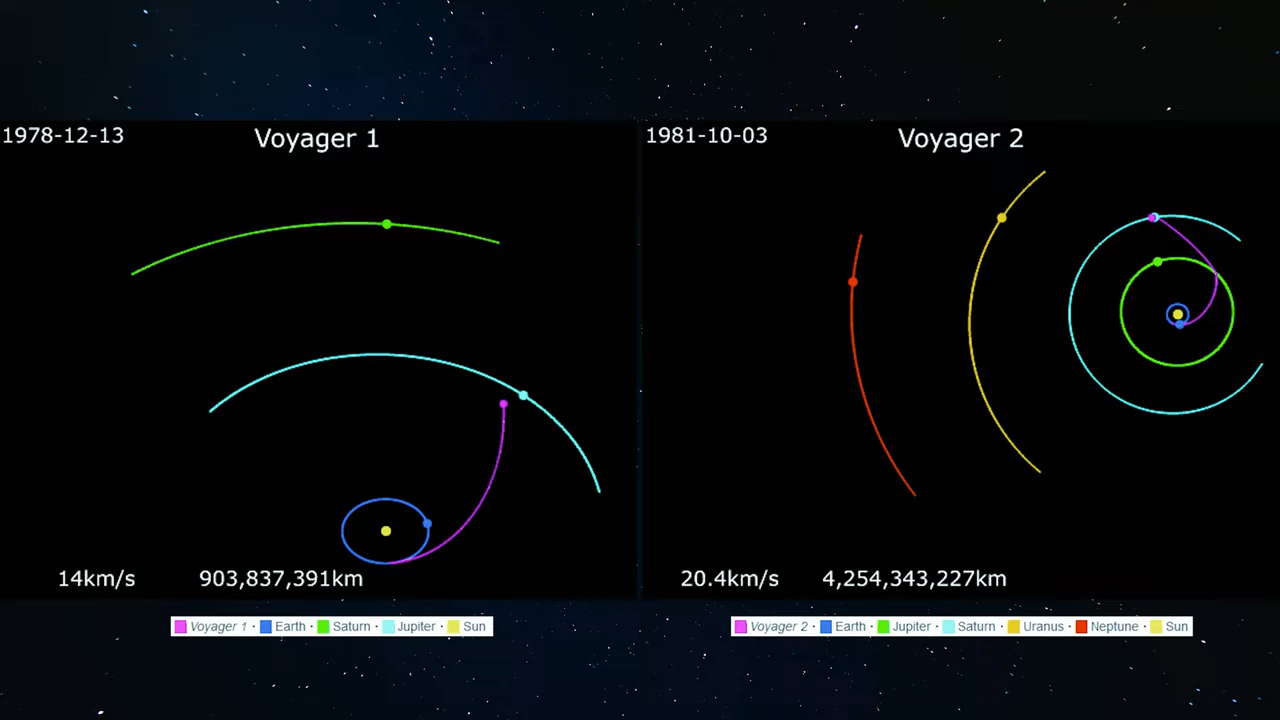 1978-12-13
Voyager 1
14km/s
903,837,391km
Voyager 1 · Earth · Saturn · Jupiter · Sun
1981-10-03
Voyager 2
20.4km/s
4,254,343,227km
Voyager 2 · Earth · Jupiter · Saturn · Uranus · Neptune · Sun